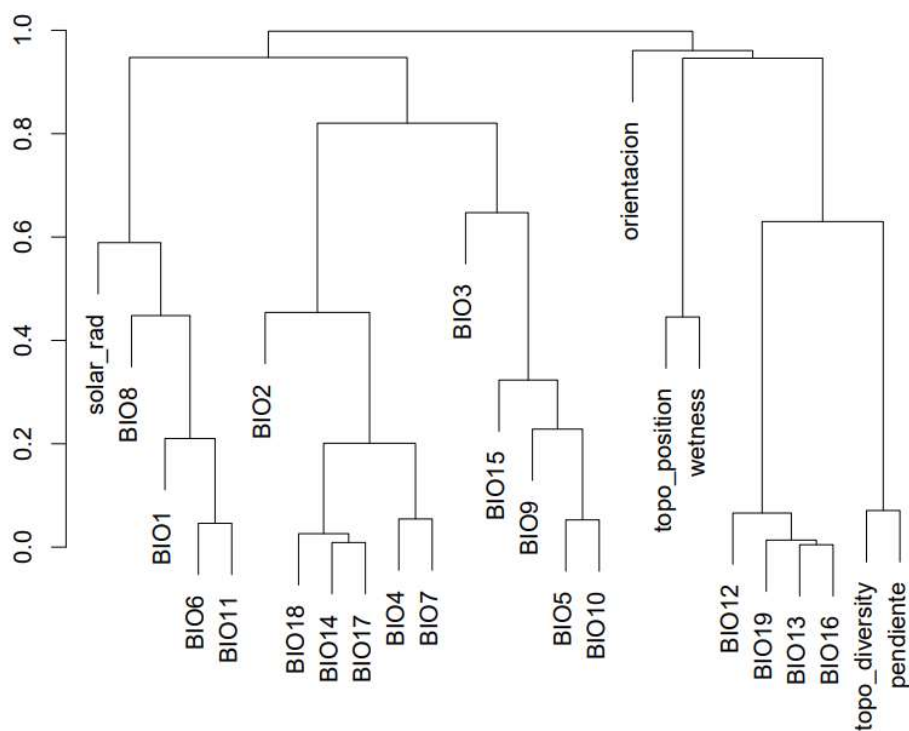 1.0
0.8
0.6
0.4
0.2
0.0
solar_rad
BIO8
BIO1
BIO6
BIO11
BIO2
BIO18
BIO14
BIO17
BIO4
BIO7
BIO3
BIO15
BIO9
BIO5
BIO10
orientacion
topo_position
wetness
BIO12
BIO19
BIO13
BIO16
topo_diversity
pendiente